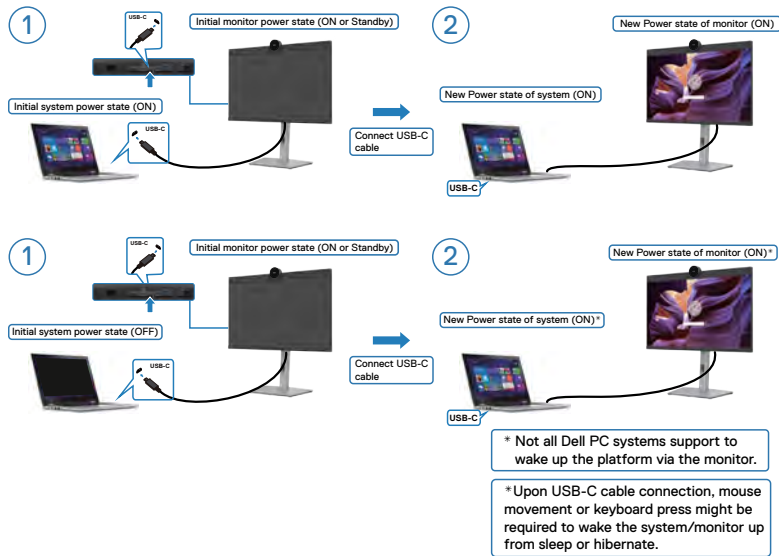 1
USB-C
Initial monitor power state (ON or Standby)
Initial system power state (ON)
USB-C
Connect USB-C
cable
2
New Power state of monitor (ON)
New Power state of system (ON)
USB-C
1
USB-C
Initial monitor power state (ON or Standby)
Initial system power state (OFF)
USB-C
Connect USB-C
cable
2
New Power state of monitor (ON)*
New Power state of system (ON)*
USB-C
* Not all Dell PC systems support to
wake up the platform via the monitor.
*Upon USB-C cable connection, mouse
movement or keyboard press might be
required to wake the system/monitor up
from sleep or hibernate.